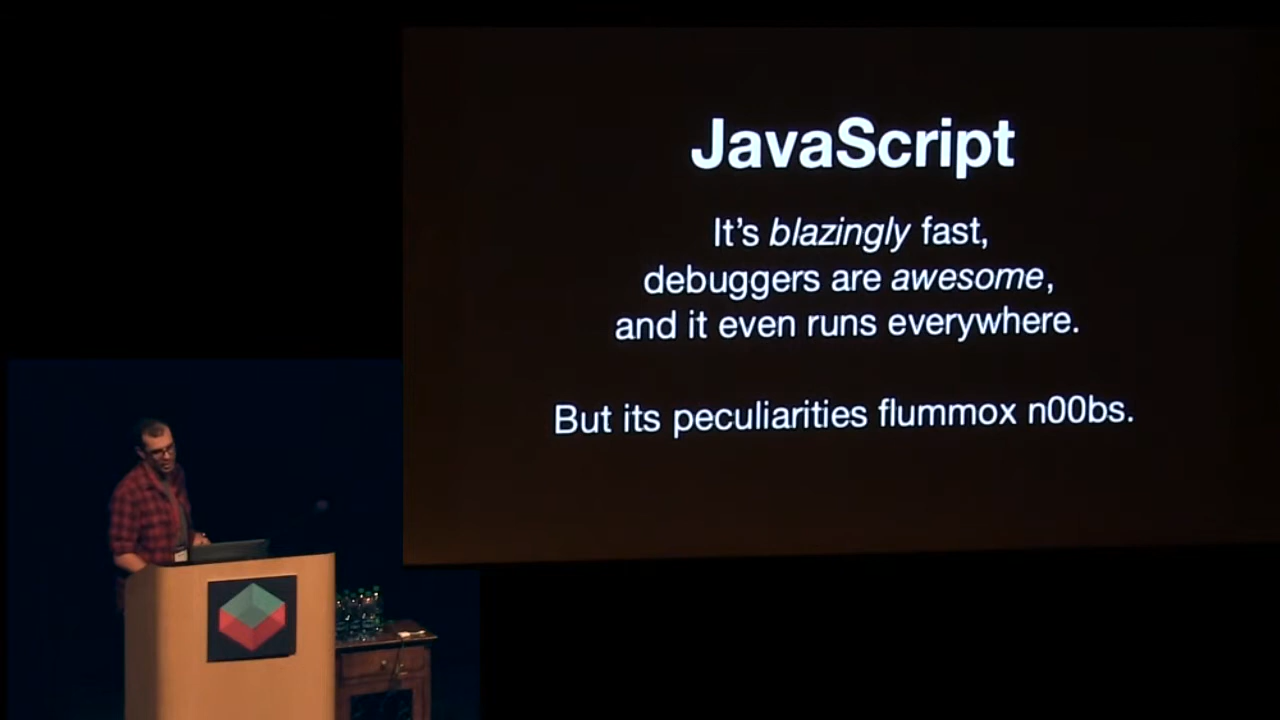 JavaScript
It’s blazingly fast,
debuggers are awesome,
and it even runs everywhere.
But its peculiarities flummox n00bs.